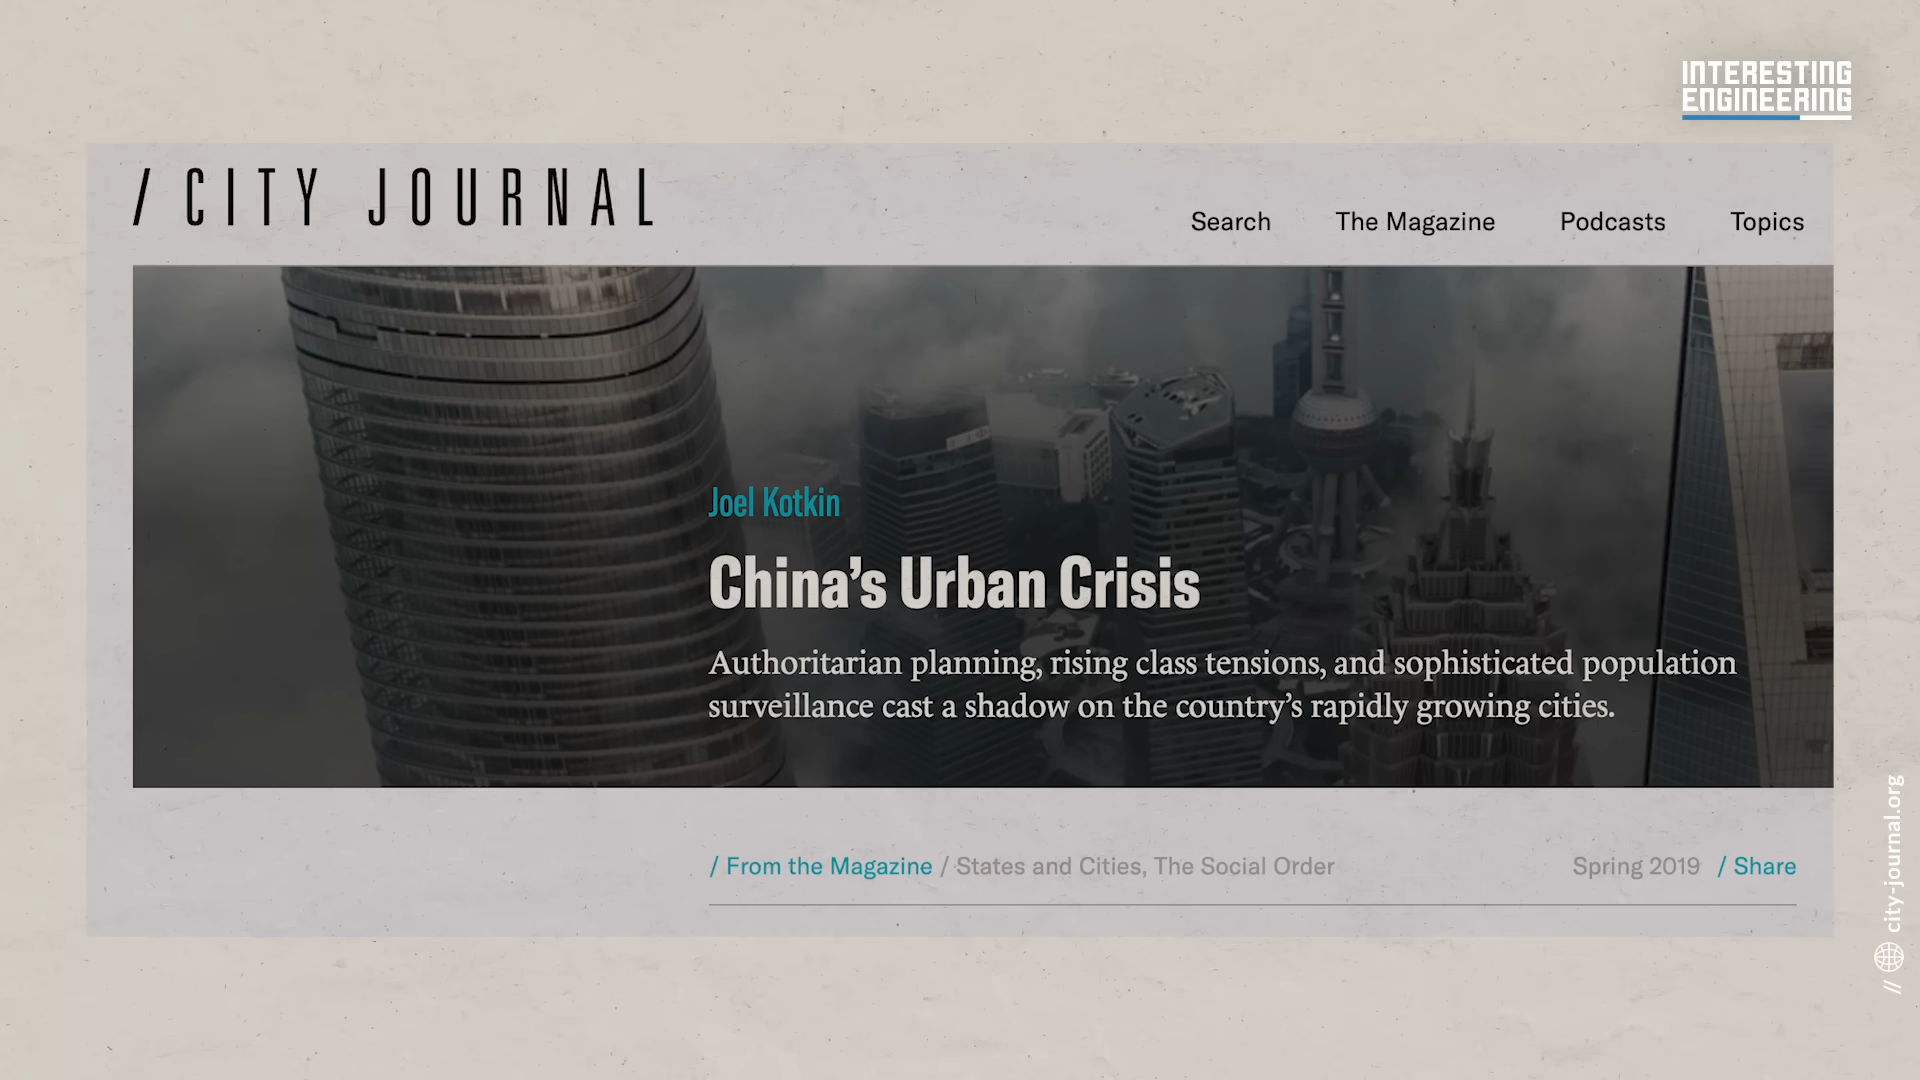 INTERESTING
ENGINEERING
/ CITY JOURNAL
Search The Magazine Podcasts Topics
Joel Kotkin
China’s Urban Crisis
Authoritarian planning, rising class tensions, and sophisticated population
surveillance cast a shadow on the country’s rapidly growing cities.
/ From the Magazine / States and Cities, The Social Order Spring 2019 / Share
// city-journal.org